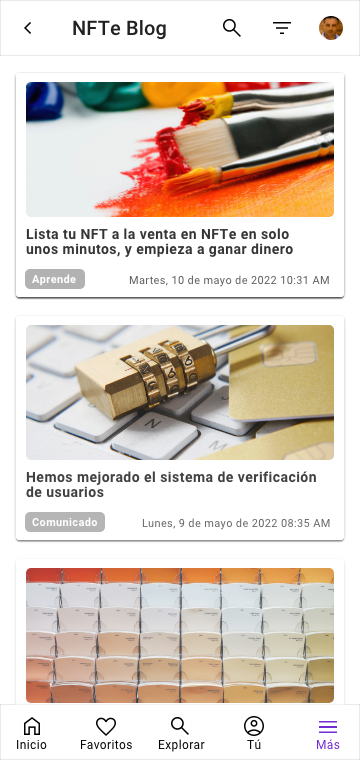 NFTe Blog
Lista tu NFT a la venta en NFTe en solo
unos minutos, y empieza a ganar dinero
Aprende
Martes, 10 de mayo de 2022 10:31 AM
Hemos mejorado el sistema de verificación
de usuarios
Comunicado
Lunes, 9 de mayo de 2022 08:35 AM
Inicio
Favoritos
Explorar
Tú
Más